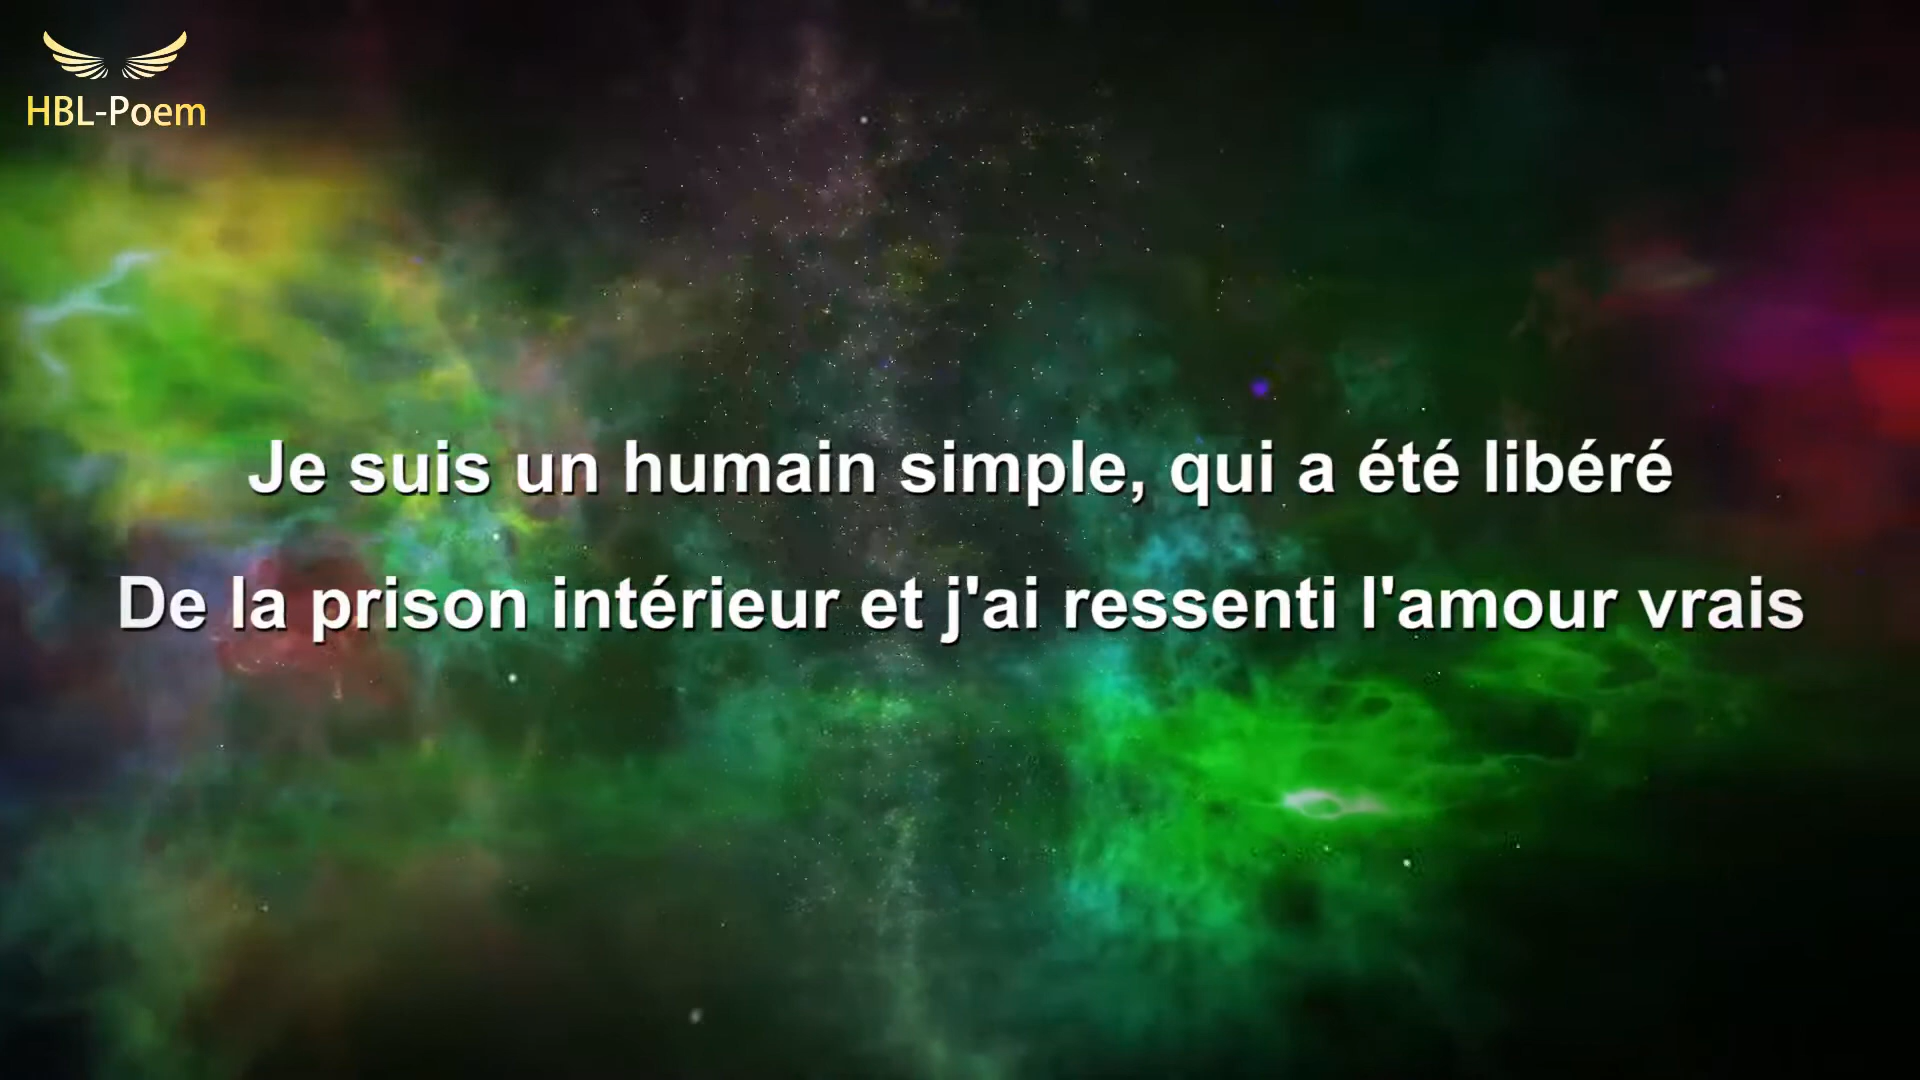 HBL-Poem
Je suis un humain simple, qui a été libéré
De la prison intérieur et j'ai ressenti l'amour vrais